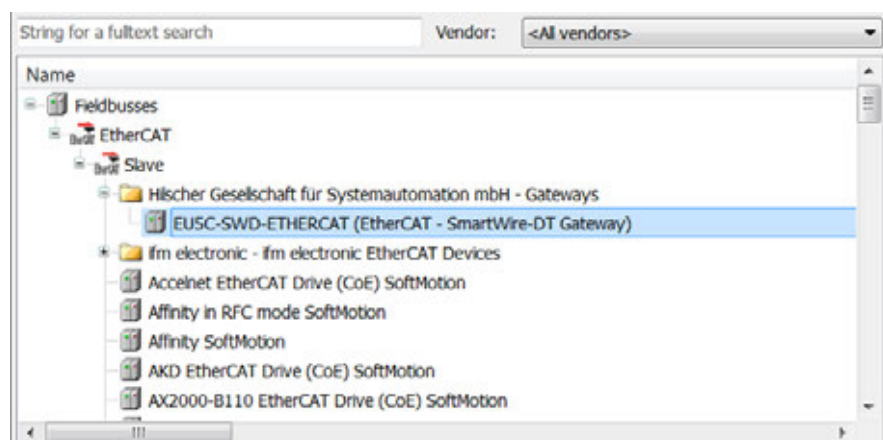 String for a fulltext search Vendor: <All vendors>
Name
Fieldbusses
EtherCAT
Slave
Hilscher Gesellschaft für Systemautomation mbH - Gateways
EU5C-SWD-ETHERCAT (EtherCAT - SmartWire-DT Gateway)
ifm electronic - ifm electronic EtherCAT Devices
Accelnet EtherCAT Drive (CoE) SoftMotion
Affinity in RFC mode SoftMotion
Affinity SoftMotion
AKD EtherCAT Drive (CoE) SoftMotion
AX2000-B110 EtherCAT Drive (CoE) SoftMotion